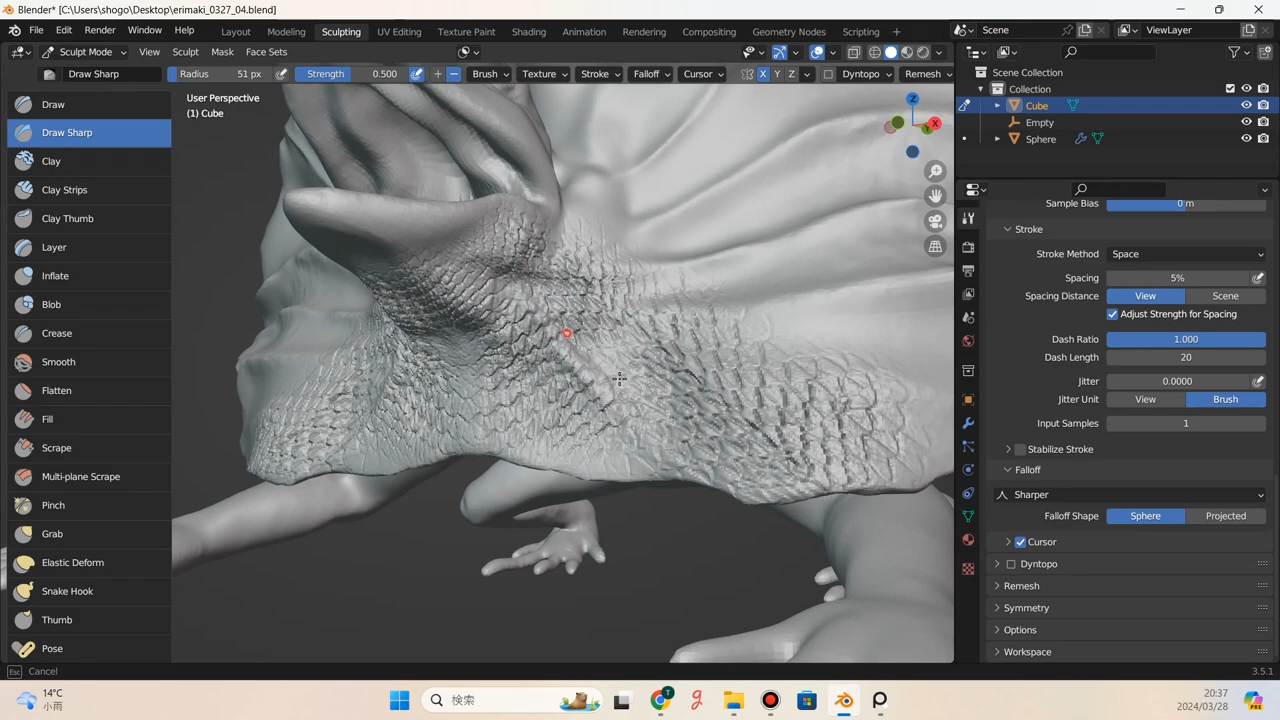 Blender* [C:\Users\shogo\Desktop\erimaki_0327_04.blend]
File Edit Render Window Help Layout Modeling Sculpting UV Editing Texture Paint Shading Animation Rendering Compositing Geometry Nodes Scripting + Scene ViewLayer
Sculpt Mode View Sculpt Mask Face Sets
Draw Sharp Radius 51 px Strength 0.500 Brush Texture Stroke Falloff Cursor X Y Z Dyntopo Remesh
Scene Collection
Collection
Cube
Empty
Sphere
User Perspective
(1) Cube
Z
X
Y
Draw
Draw Sharp
Clay
Clay Strips
Clay Thumb
Layer
Inflate
Blob
Crease
Smooth
Flatten
Fill
Scrape
Multi-plane Scrape
Pinch
Grab
Elastic Deform
Snake Hook
Thumb
Pose
Sample Bias 0 m
Stroke
Stroke Method Space
Spacing 5%
Spacing Distance View Scene
Adjust Strength for Spacing
Dash Ratio 1.000
Dash Length 20
Jitter 0.0000
Jitter Unit View Brush
Input Samples 1
Stabilize Stroke
Falloff
Sharper
Falloff Shape Sphere Projected
Cursor
Dyntopo
Remesh
Symmetry
Options
Workspace
Esc Cancel 3.5.1
14°C
小雨
検索
20:37
2024/03/28